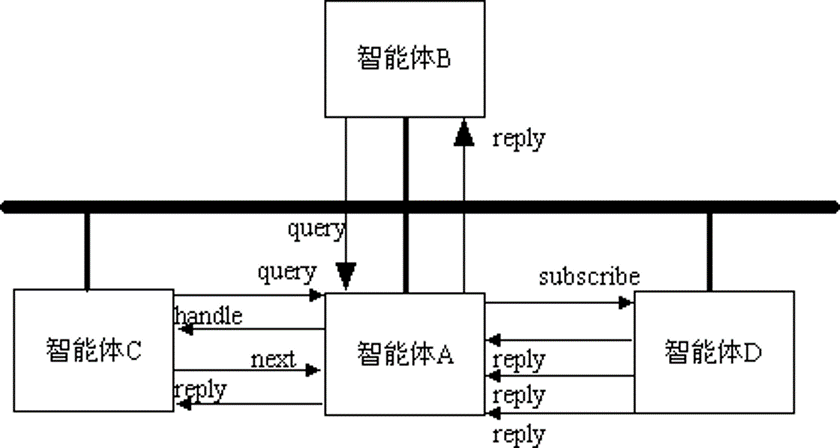 智能体B
reply
query
query
subscribe
handle
智能体C
智能体A
智能体D
next
reply
reply
reply
reply